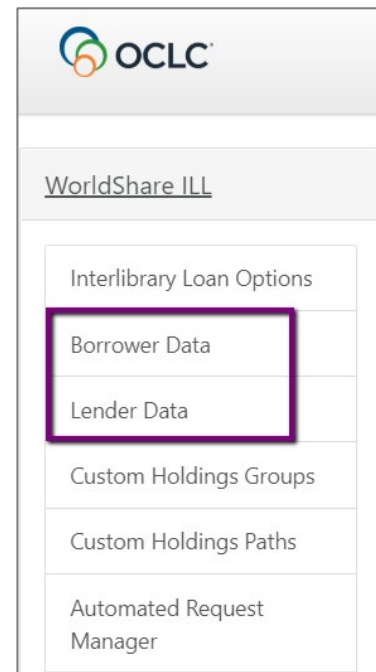 OCLC
WorldShare ILL
Interlibrary Loan Options
Borrower Data
Lender Data
Custom Holdings Groups
Custom Holdings Paths
Automated Request
Manager